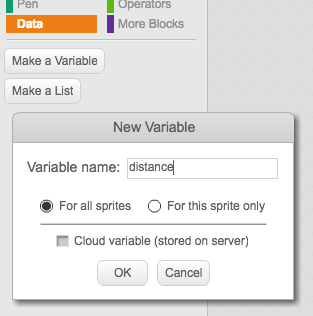 Pen Operators
Data More Blocks
Make a Variable
Make a List
New Variable
Variable name: distance
For all sprites For this sprite only
Cloud variable (stored on server)
OK Cancel